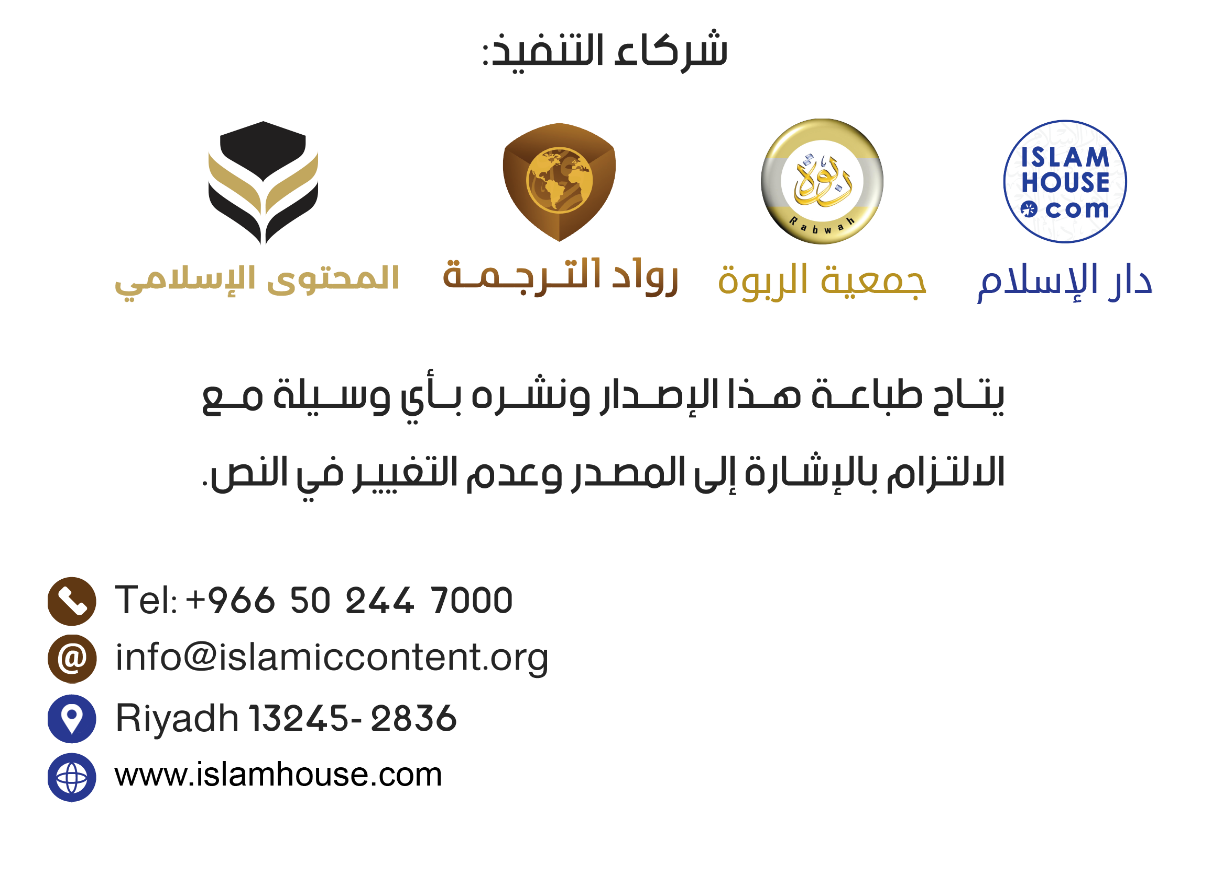 شركاء التنفيذ:
ISLAM
HOUSE
com
ربوة
Rabwah
دار الإسلام
جمعية الربوة
رواد الترجمة
المحتوى الإسلامي
يتاح طباعة هذا الإصدار ونشره بأي وسيلة مع
الالتزام بالإشارة إلى المصدر وعدم التغيير في النص.
Tel: +966 50 244 7000
@ info@islamiccontent.org
Riyadh 13245- 2836
www.islamhouse.com